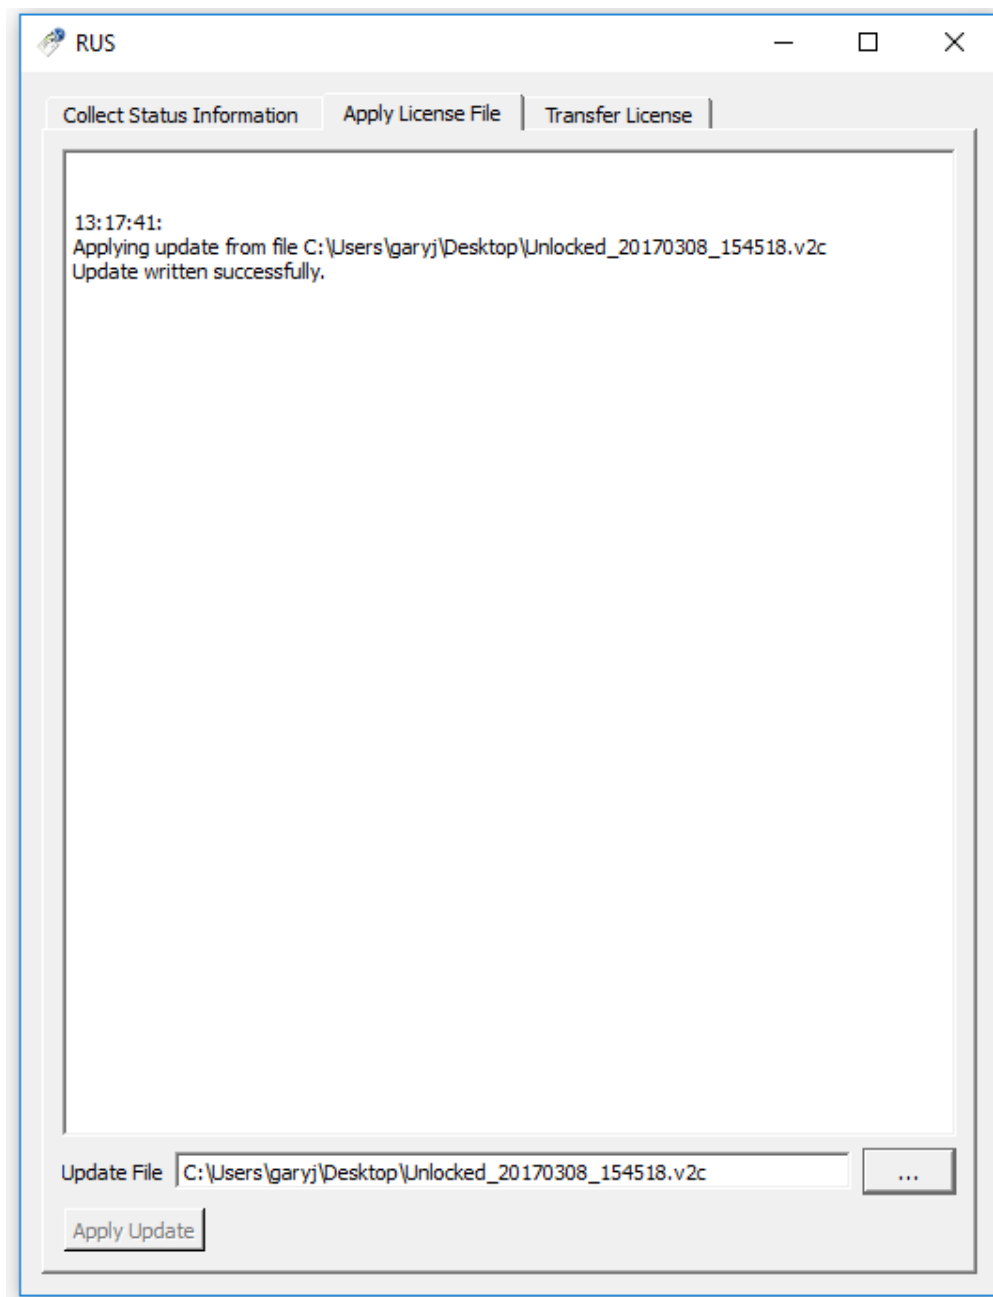 RUS
Collect Status Information Apply License File Transfer License
13:17:41:
Applying update from file C:\Users\garyj\Desktop\Unlocked_20170308_154518.v2c
Update written successfully.
Update File C:\Users\garyj\Desktop\Unlocked_20170308_154518.v2c ...
Apply Update